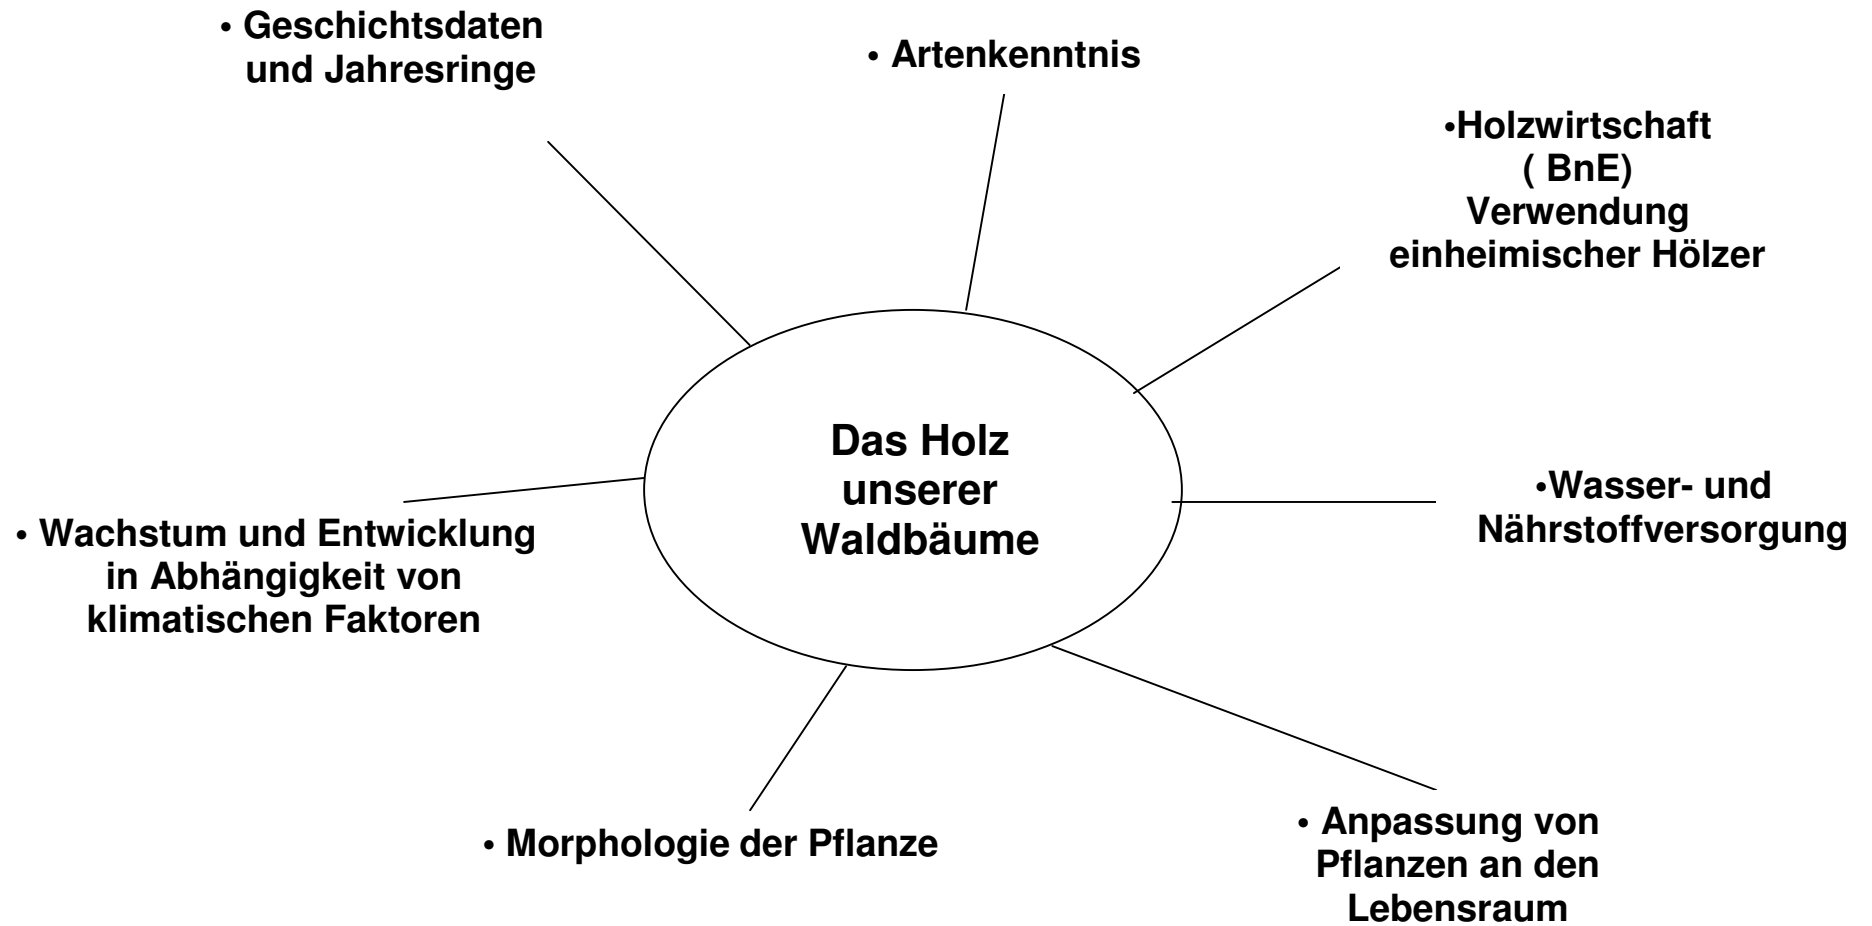 • Geschichtsdaten
und Jahresringe
• Artenkenntnis
•Holzwirtschaft
( BnE)
Verwendung
einheimischer Hölzer
Das Holz
unserer
Waldbäume
•Wasser- und
Nährstoffversorgung
• Wachstum und Entwicklung
in Abhängigkeit von
klimatischen Faktoren
• Morphologie der Pflanze
• Anpassung von
Pflanzen an den
Lebensraum